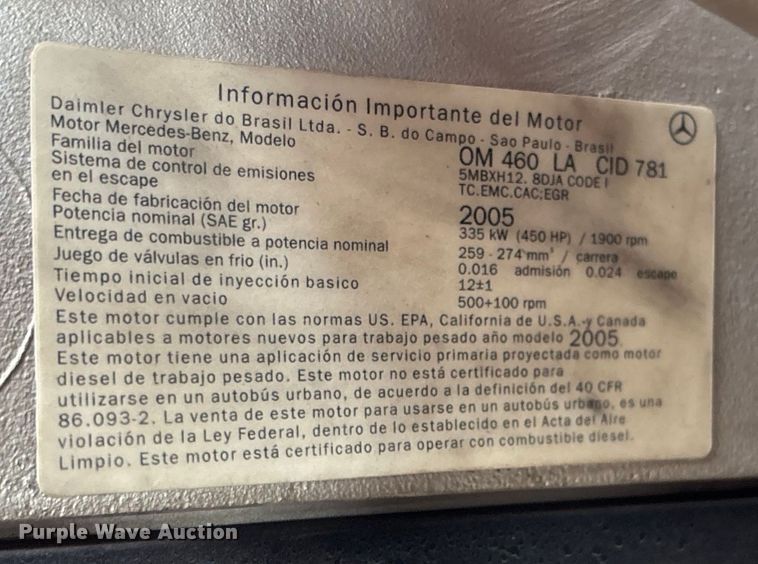 Información Importante del Motor
Daimler Chrysler do Brasil Ltda. - S. B. do Campo - Sao Paulo - Brasil
Motor Mercedes-Benz, Modelo OM 460 LA CID 781
Familia del motor 5MBXH12. 8DJA CODE I
Sistema de control de emisiones TC.EMC.CAC;EGR
en el escape
Fecha de fabricación del motor 2005
Potencia nominal (SAE gr.) 335 kW (450 HP) / 1900 rpm
Entrega de combustible a potencia nominal 259 - 274 mm³ / carrera
Juego de válvulas en frio (in.) 0.016 admisión 0.024 escape
Tiempo inicial de inyección basico 12±1
Velocidad en vacio 500+100 rpm
Este motor cumple con las normas US. EPA, California de U.S.A.-y Canada
aplicables a motores nuevos para trabajo pesado año modelo 2005
Este motor tiene una aplicación de servicio primaria proyectada como motor
diesel de trabajo pesado. Este motor no está certificado para
utilizarse en un autobús urbano, de acuerdo a la definición del 40 CFR
86.093-2. La venta de este motor para usarse en un autobús urbano, es una
violación de la Ley Federal, dentro de lo establecido en el Acta del Aire
Limpio. Este motor está certificado para operar con combustible diesel.
Purple Wave Auction